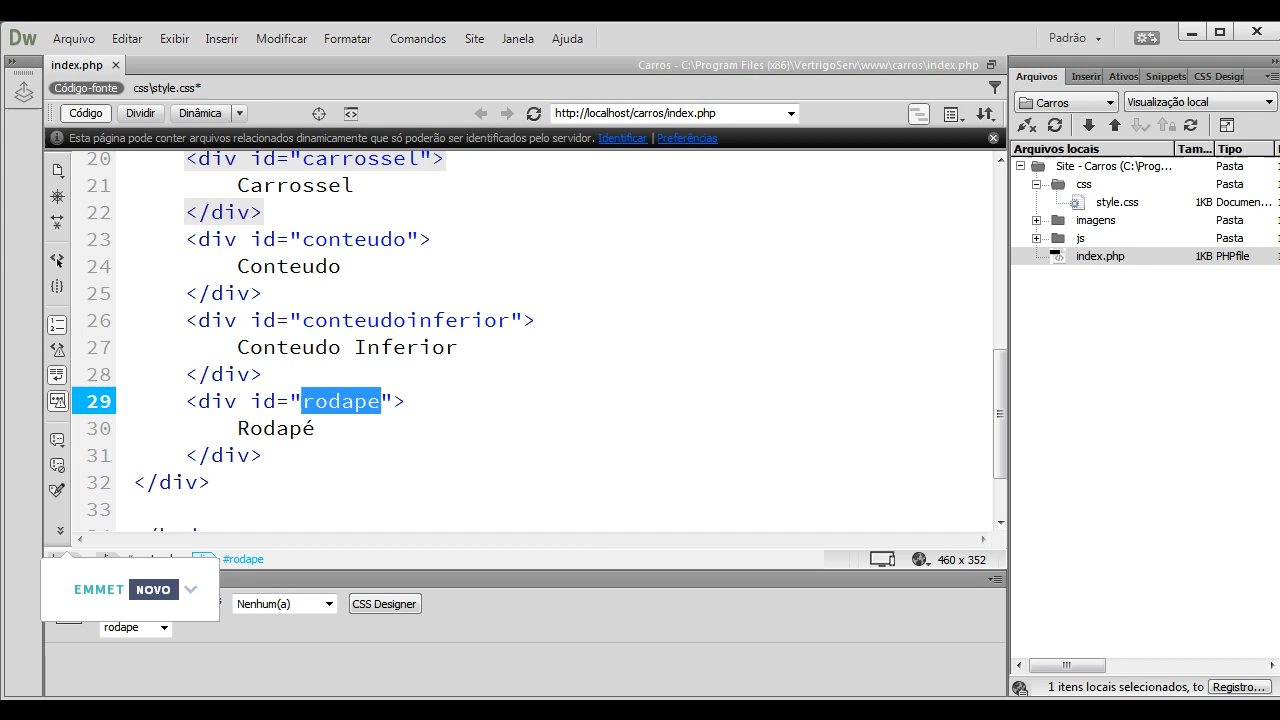 Dw Arquivo Editar Exibir Inserir Modificar Formatar Comandos Site Janela Ajuda Padrão
index.php Carros - C:\Program Files (x86)\VertrigoServ\www\carros\index.php
Código-fonte css\style.css*
Código Dividir Dinâmica http://localhost/carros/index.php
Esta página pode conter arquivos relacionados dinamicamente que só poderão ser identificados pelo servidor. Identificar | Preferências
20 <div id="carrossel">
21 Carrossel
22 </div>
23 <div id="conteudo">
24 Conteudo
25 </div>
26 <div id="conteudoinferior">
27 Conteudo Inferior
28 </div>
29 <div id="rodape">
30 Rodapé
31 </div>
32 </div>
33
#rodape 460 x 352
EMMET NOVO
Nenhum(a) CSS Designer
rodape
Arquivos Inserir Ativos Snippets CSS Design
Carros Visualização local
Arquivos locais Tam... Tipo
Site - Carros (C:\Prog... Pasta
css Pasta
style.css 1KB Documen...
imagens Pasta
js Pasta
index.php 1KB PHPfile
1 itens locais selecionados, to Registro...